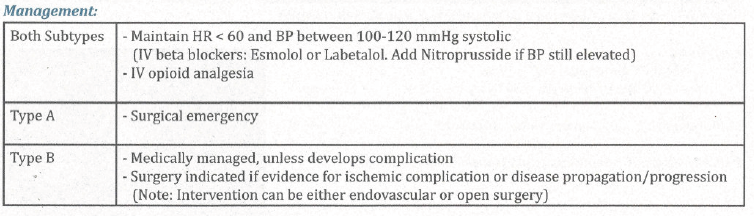 Management:
Both Subtypes
- Maintain HR < 60 and BP between 100-120 mmHg systolic
(IV beta blockers: Esmolol or Labetalol. Add Nitroprusside if BP still elevated)
- IV opioid analgesia
Type A
- Surgical emergency
Type B
- Medically managed, unless develops complication
- Surgery indicated if evidence for ischemic complication or disease propagation/progression
(Note: Intervention can be either endovascular or open surgery)